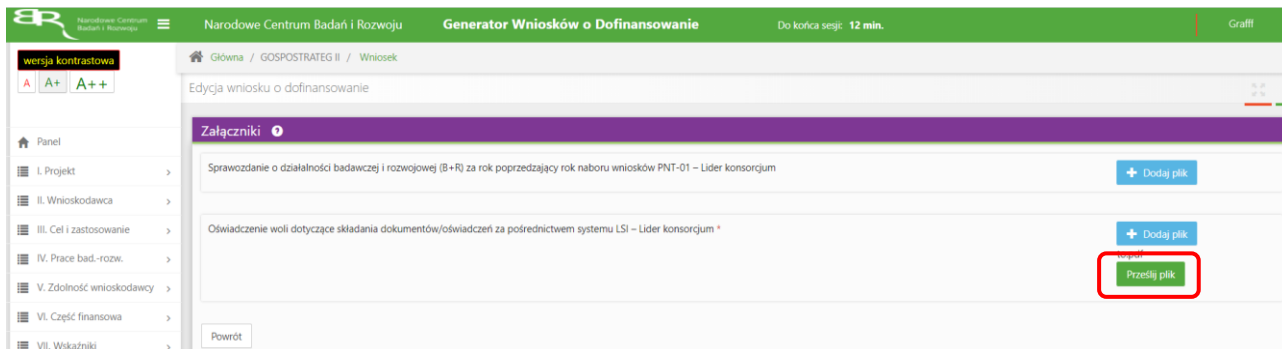 Narodowe Centrum
Badań i Rozwoju
Narodowe Centrum Badań i Rozwoju
Generator Wniosków o Dofinansowanie
Do końca sesji: 12 min.
Grafff
wersja kontrastowa
A A+ A++
Główna / GOSPOSTRATEG II / Wniosek
Edycja wniosku o dofinansowanie
Panel
I. Projekt
II. Wnioskodawca
III. Cel i zastosowanie
IV. Prace bad.-rozw.
V. Zdolność wnioskodawcy
VI. Część finansowa
VII. Wskaźniki
Załączniki
Sprawozdanie o działalności badawczej i rozwojowej (B+R) za rok poprzedzający rok naboru wniosków PNT-01 – Lider konsorcjum
Dodaj plik
Oświadczenie woli dotyczące składania dokumentów/oświadczeń za pośrednictwem systemu LSI – Lider konsorcjum *
Dodaj plik
Prześlij plik
Powrót